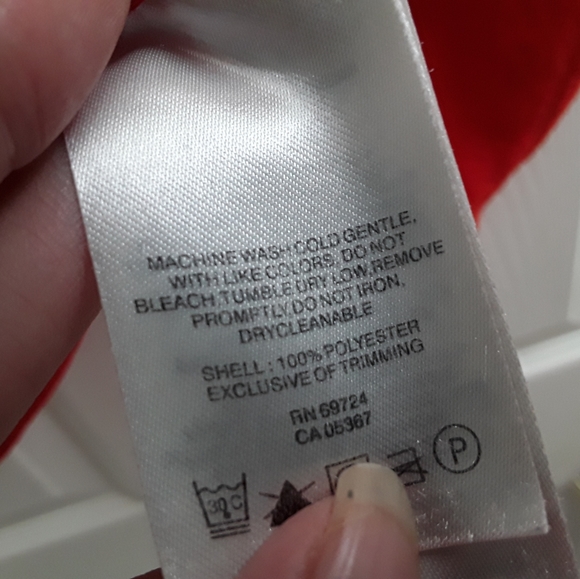 MACHINE WASH COLD GENTLE,
WITH LIKE COLORS, DO NOT
BLEACH, TUMBLE DRY LOW, REMOVE
PROMPTLY, DO NOT IRON,
DRYCLEANABLE
SHELL : 100% POLYESTER
EXCLUSIVE OF TRIMMING
RN 69724
CA 05367
30°C
P